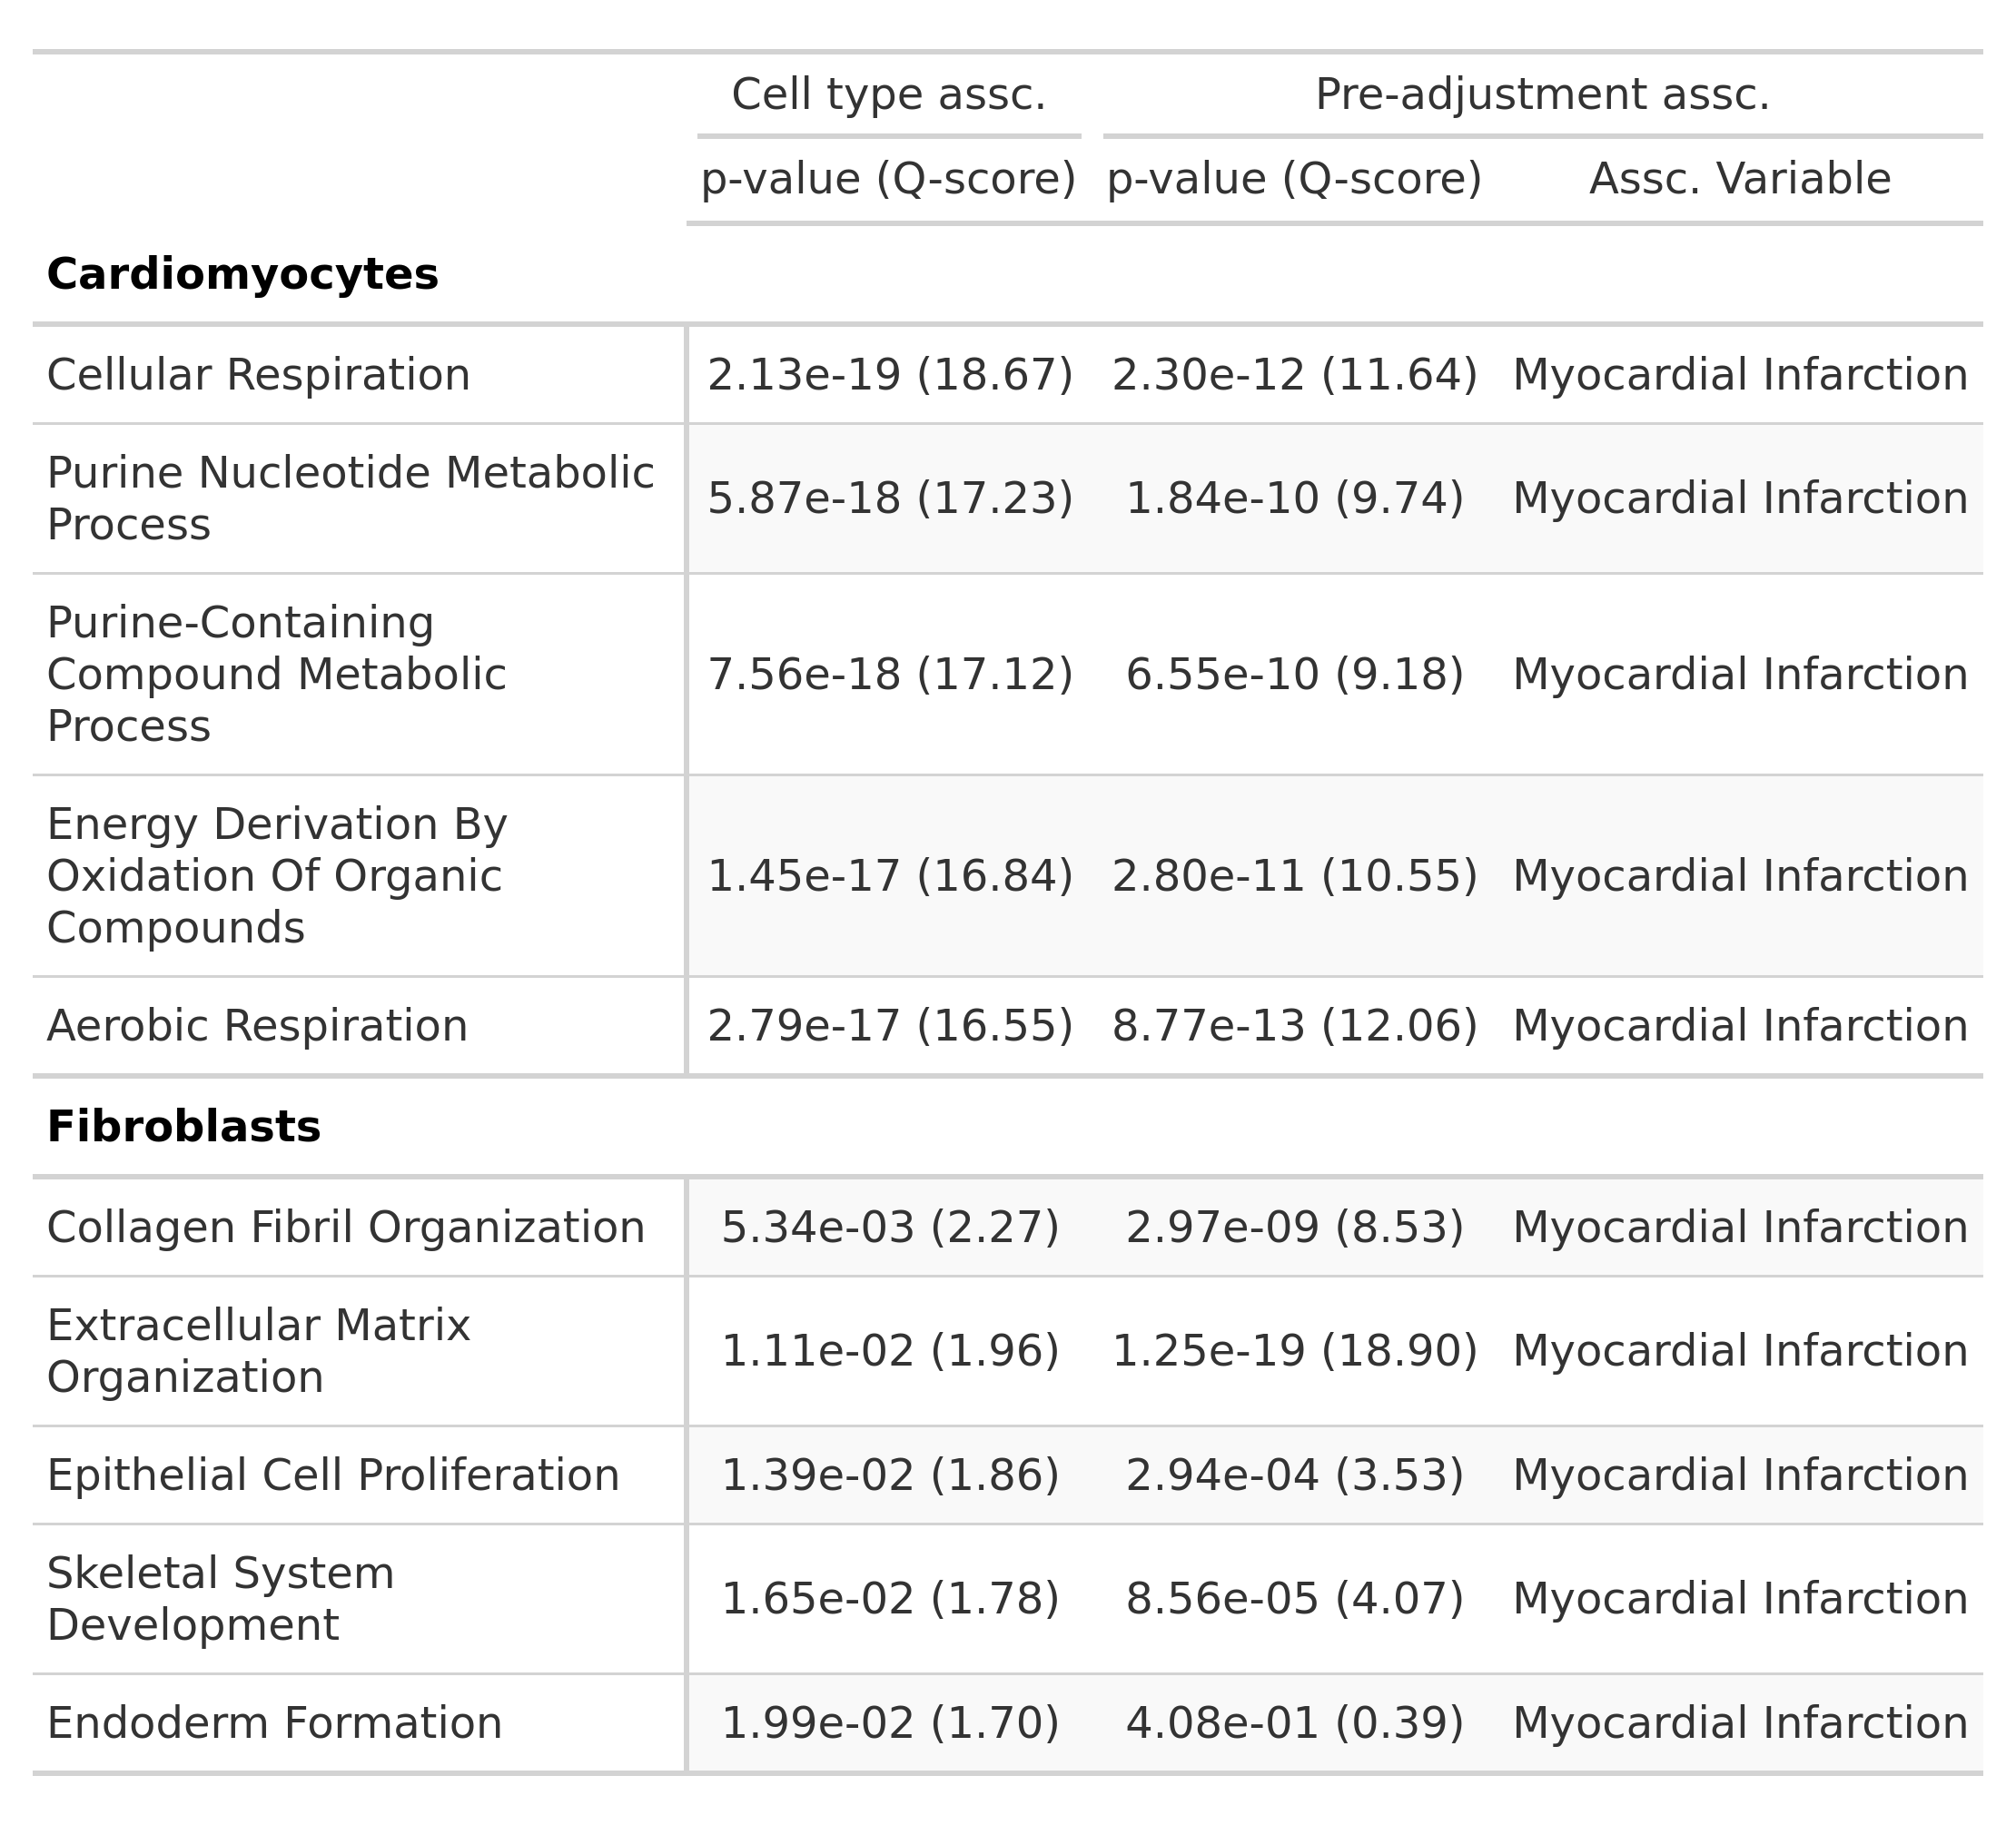 Cell type assc. Pre-adjustment assc.
p-value (Q-score) p-value (Q-score) Assc. Variable
Cardiomyocytes
Cellular Respiration 2.13e-19 (18.67) 2.30e-12 (11.64) Myocardial Infarction
Purine Nucleotide Metabolic
Process 5.87e-18 (17.23) 1.84e-10 (9.74) Myocardial Infarction
Purine-Containing
Compound Metabolic 7.56e-18 (17.12) 6.55e-10 (9.18) Myocardial Infarction
Process
Energy Derivation By
Oxidation Of Organic 1.45e-17 (16.84) 2.80e-11 (10.55) Myocardial Infarction
Compounds
Aerobic Respiration 2.79e-17 (16.55) 8.77e-13 (12.06) Myocardial Infarction
Fibroblasts
Collagen Fibril Organization 5.34e-03 (2.27) 2.97e-09 (8.53) Myocardial Infarction
Extracellular Matrix
Organization 1.11e-02 (1.96) 1.25e-19 (18.90) Myocardial Infarction
Epithelial Cell Proliferation 1.39e-02 (1.86) 2.94e-04 (3.53) Myocardial Infarction
Skeletal System
Development 1.65e-02 (1.78) 8.56e-05 (4.07) Myocardial Infarction
Endoderm Formation 1.99e-02 (1.70) 4.08e-01 (0.39) Myocardial Infarction